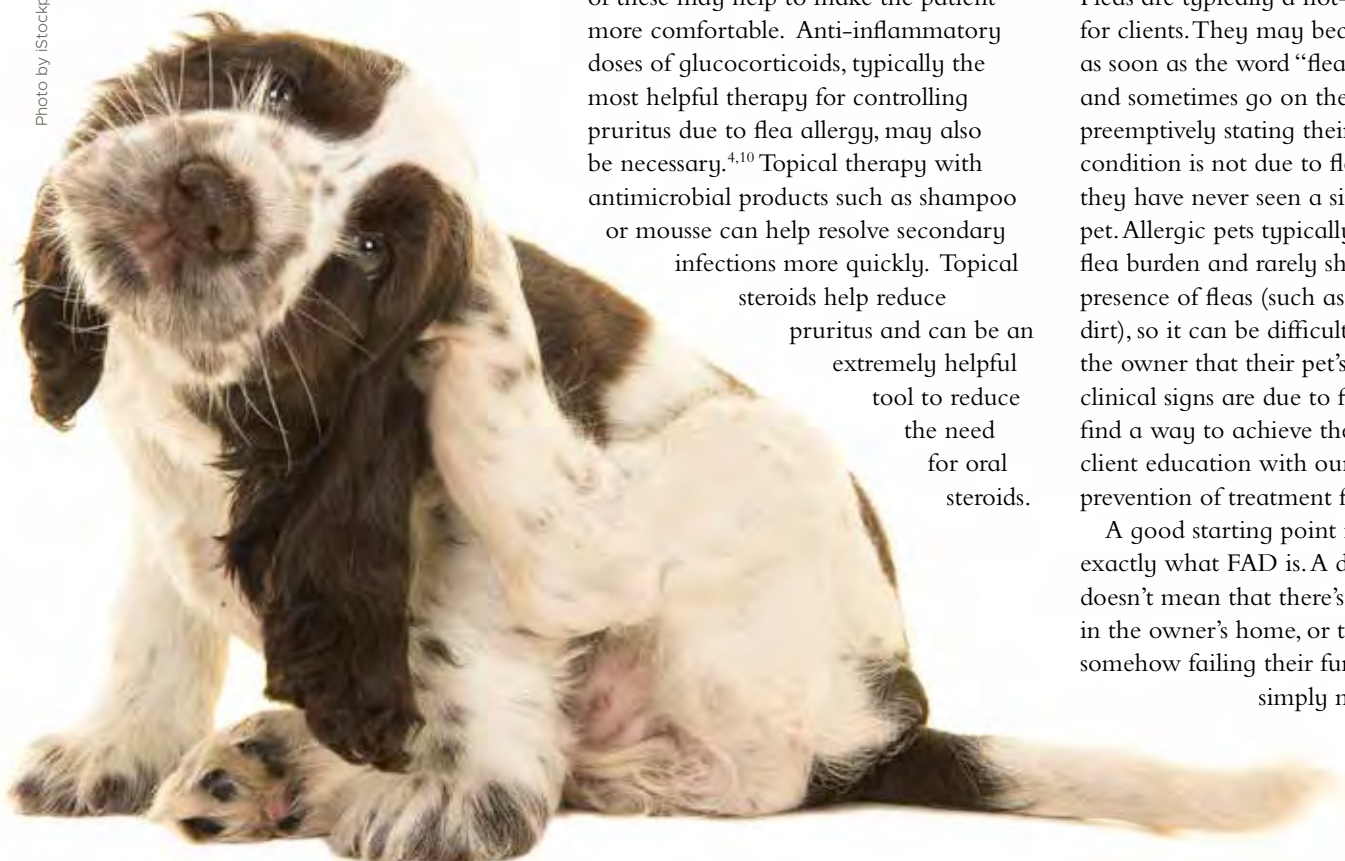 Photo by iStockp
of these may help to make the patient
more comfortable. Anti-inflammatory
doses of glucocorticoids, typically the
most helpful therapy for controlling
pruritus due to flea allergy, may also
be necessary.4,10 Topical therapy with
antimicrobial products such as shampoo
or mousse can help resolve secondary
infections more quickly. Topical
steroids help reduce
pruritus and can be an
extremely helpful
tool to reduce
the need
for oral
steroids.
Fleas are typically a hot-
for clients. They may bec
as soon as the word “flea
and sometimes go on the
preemptively stating their
condition is not due to fl
they have never seen a si
pet. Allergic pets typically
flea burden and rarely sh
presence of fleas (such as
dirt), so it can be difficult
the owner that their pet’s
clinical signs are due to f
find a way to achieve tha
client education with our
prevention of treatment f
A good starting point i
exactly what FAD is. A d
doesn’t mean that there’s
in the owner’s home, or t
somehow failing their fur
simply n